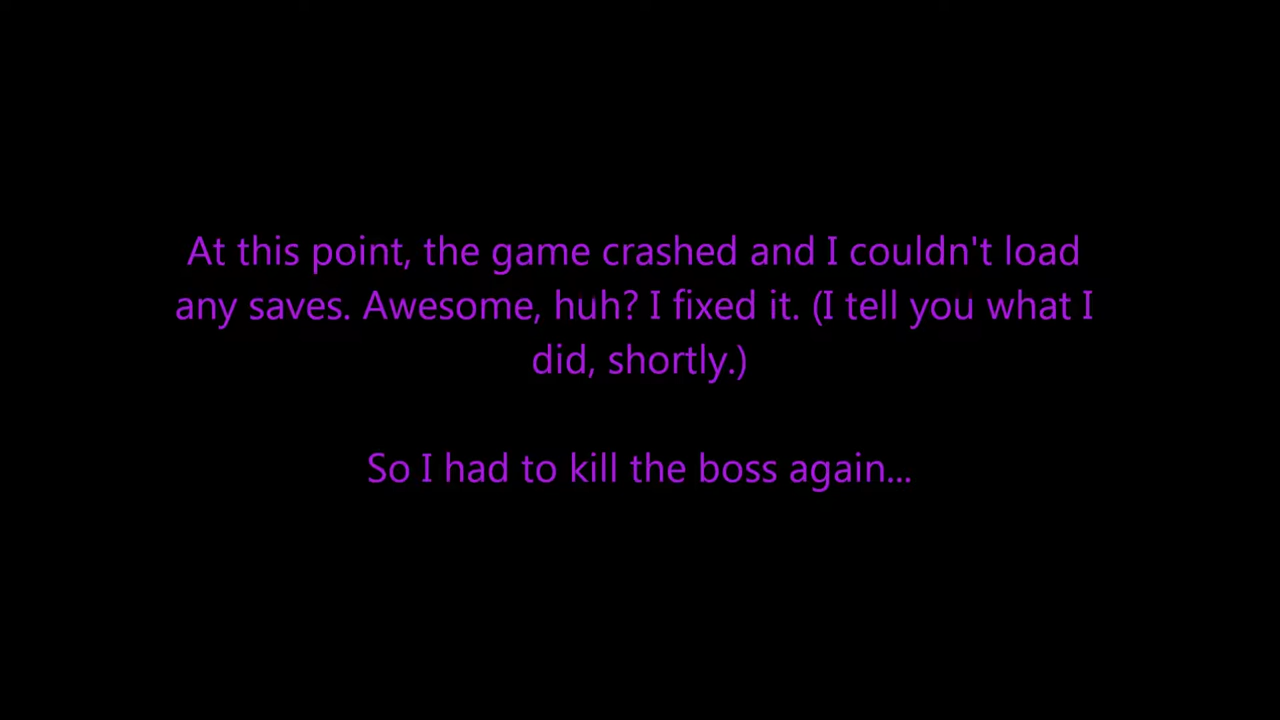 At this point, the game crashed and I couldn't load
any saves. Awesome, huh? I fixed it. (I tell you what I
did, shortly.)
So I had to kill the boss again...